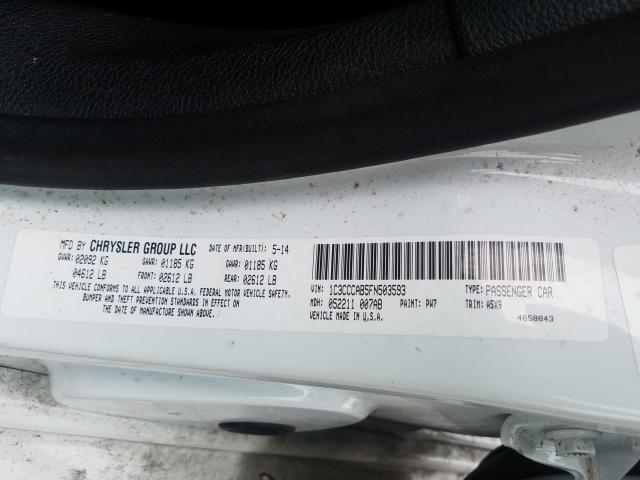 MFD BY CHRYSLER GROUP LLC DATE OF MFR(BUILT): 5-14
GVWR: 02092 KG GAWR: 01185 KG GAWR: 01185 KG
04612 LB FRONT: 02612 LB REAR: 02612 LB
THIS VEHICLE CONFORMS TO ALL APPLICABLE U.S.A. FEDERAL MOTOR VEHICLE SAFETY,
BUMPER AND THEFT PREVENTION STANDARDS IN EFFECT ON
THE DATE OF MANUFACTURE SHOWN ABOVE.
VIN: 1C3CCCAB5FN503593 TYPE: PASSENGER CAR
MDH: 052211 007AB PAINT: PW7 TRIM: A5X9
VEHICLE MADE IN U.S.A. 4658843